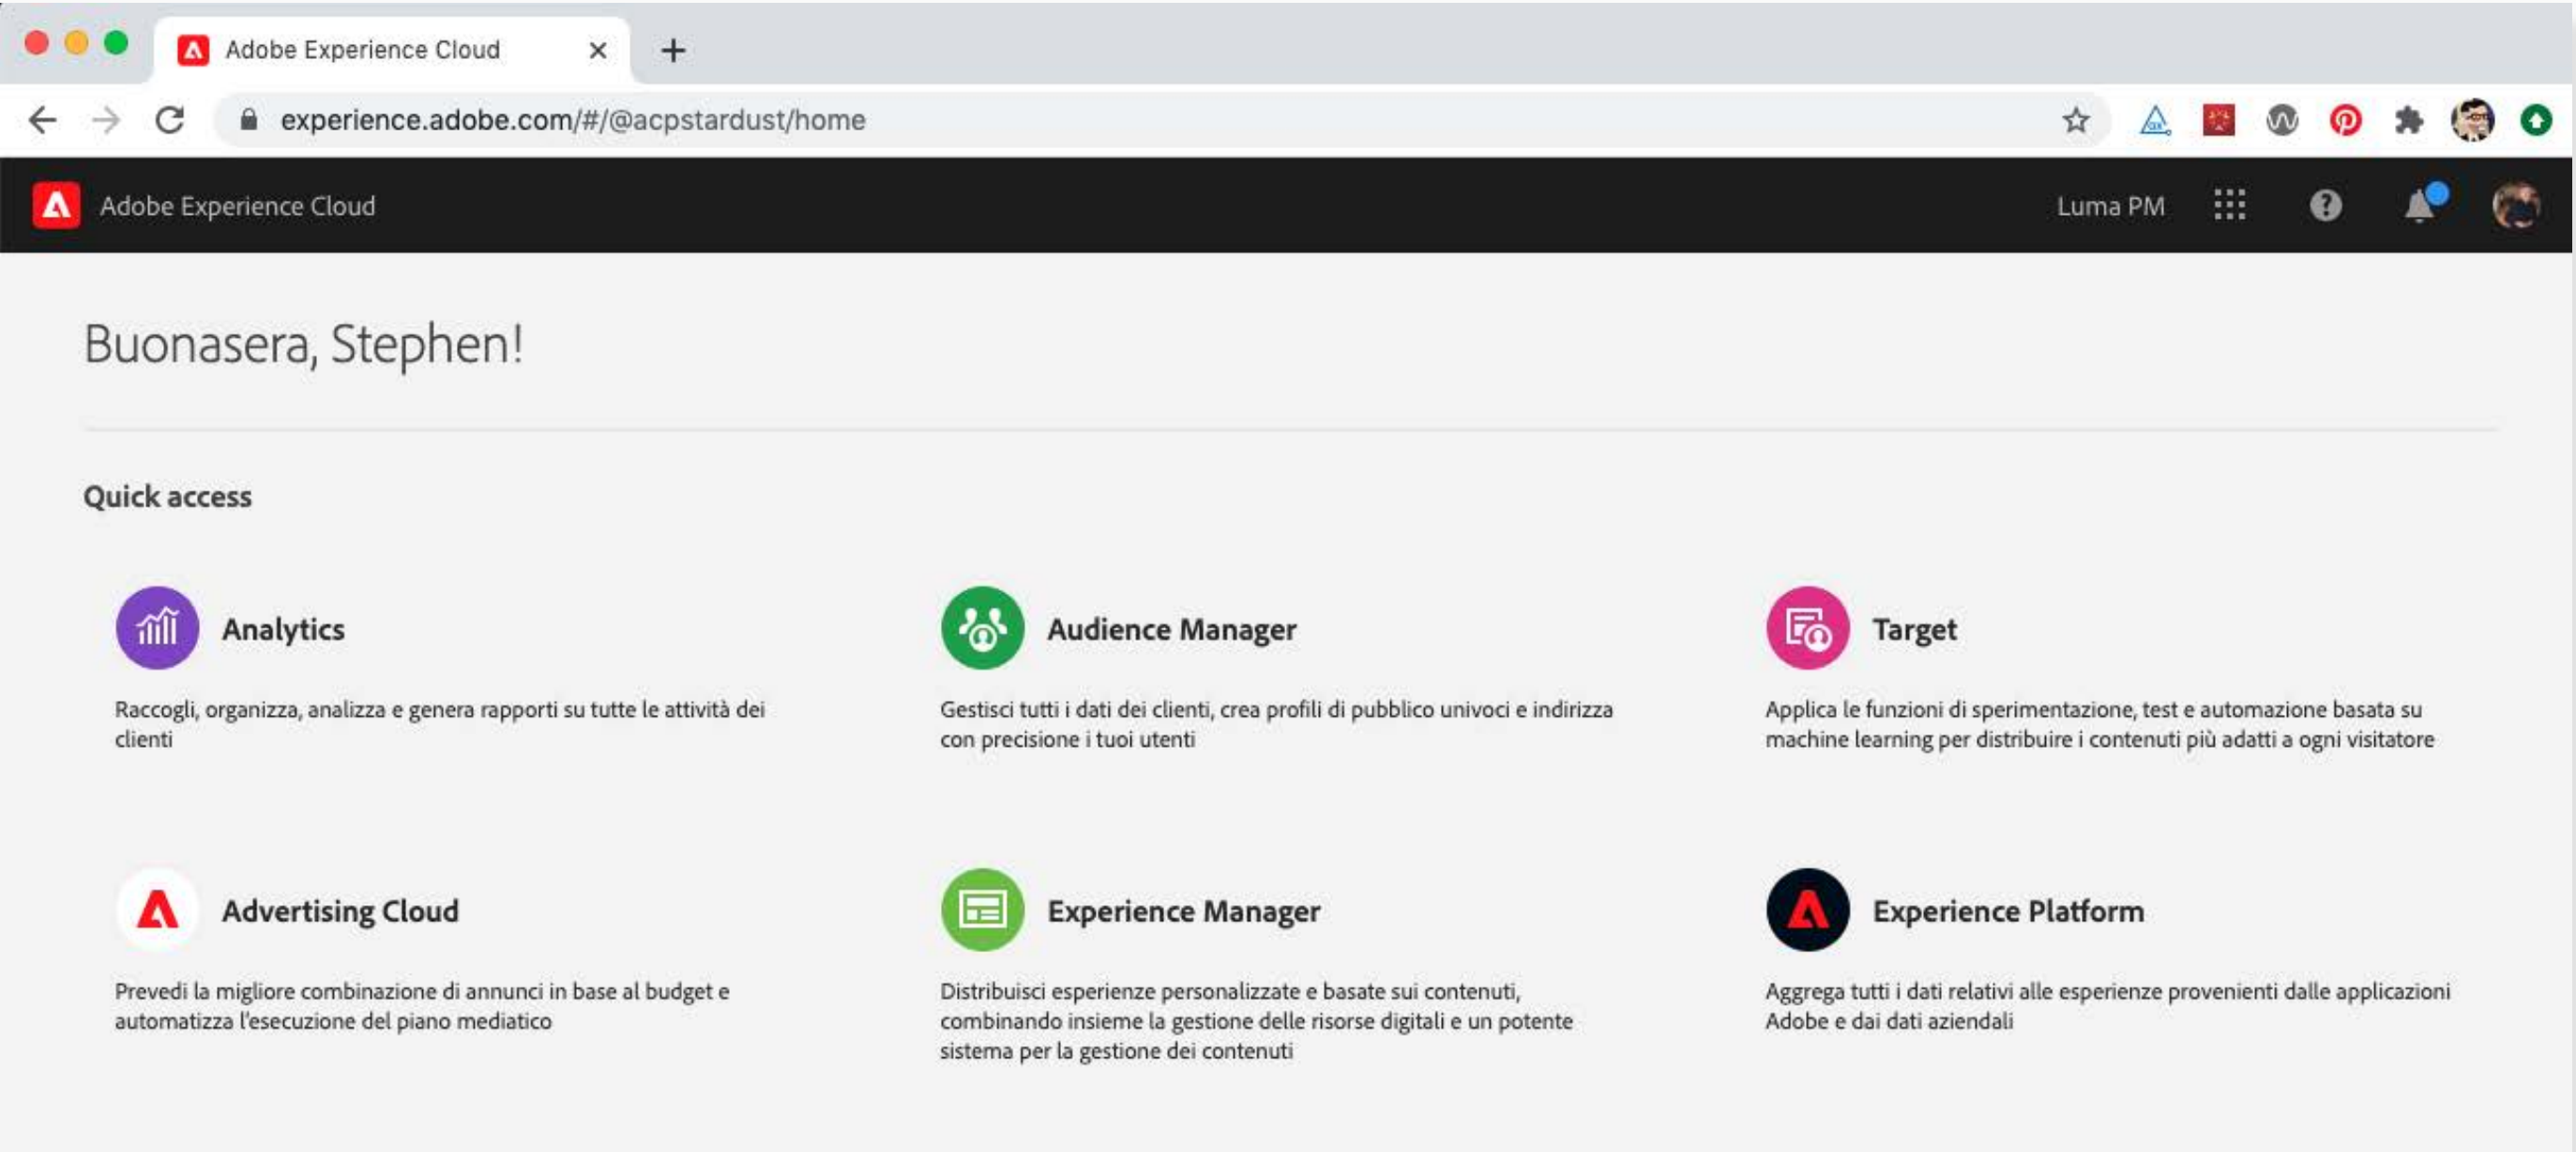 Adobe Experience Cloud
experience.adobe.com/#/@acpstardust/home
Adobe Experience Cloud
Luma PM
Buonasera, Stephen!
Quick access
Analytics
Raccogli, organizza, analizza e genera rapporti su tutte le attività dei
clienti
Audience Manager
Gestisci tutti i dati dei clienti, crea profili di pubblico univoci e indirizza
con precisione i tuoi utenti
Target
Applica le funzioni di sperimentazione, test e automazione basata su
machine learning per distribuire i contenuti più adatti a ogni visitatore
Advertising Cloud
Prevedi la migliore combinazione di annunci in base al budget e
automatizza l'esecuzione del piano mediatico
Experience Manager
Distribuisci esperienze personalizzate e basate sui contenuti,
combinando insieme la gestione delle risorse digitali e un potente
sistema per la gestione dei contenuti
Experience Platform
Aggrega tutti i dati relativi alle esperienze provenienti dalle applicazioni
Adobe e dai dati aziendali